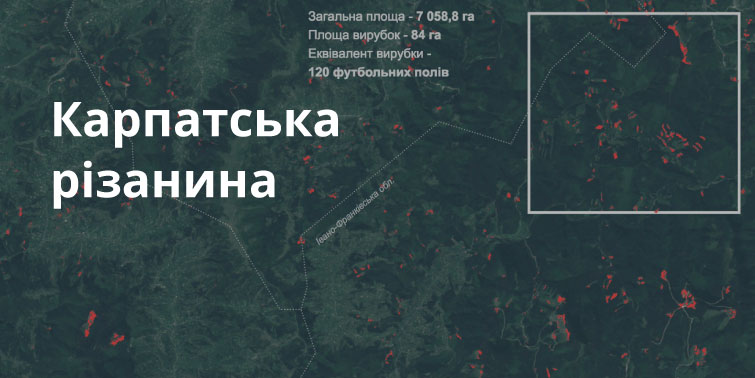 Загальна площа - 7 058,8 га
Площа вирубок - 84 га
Еквівалент вирубки -
120 футбольних полів
Карпатська
різанина
Івано-Франківська обл.